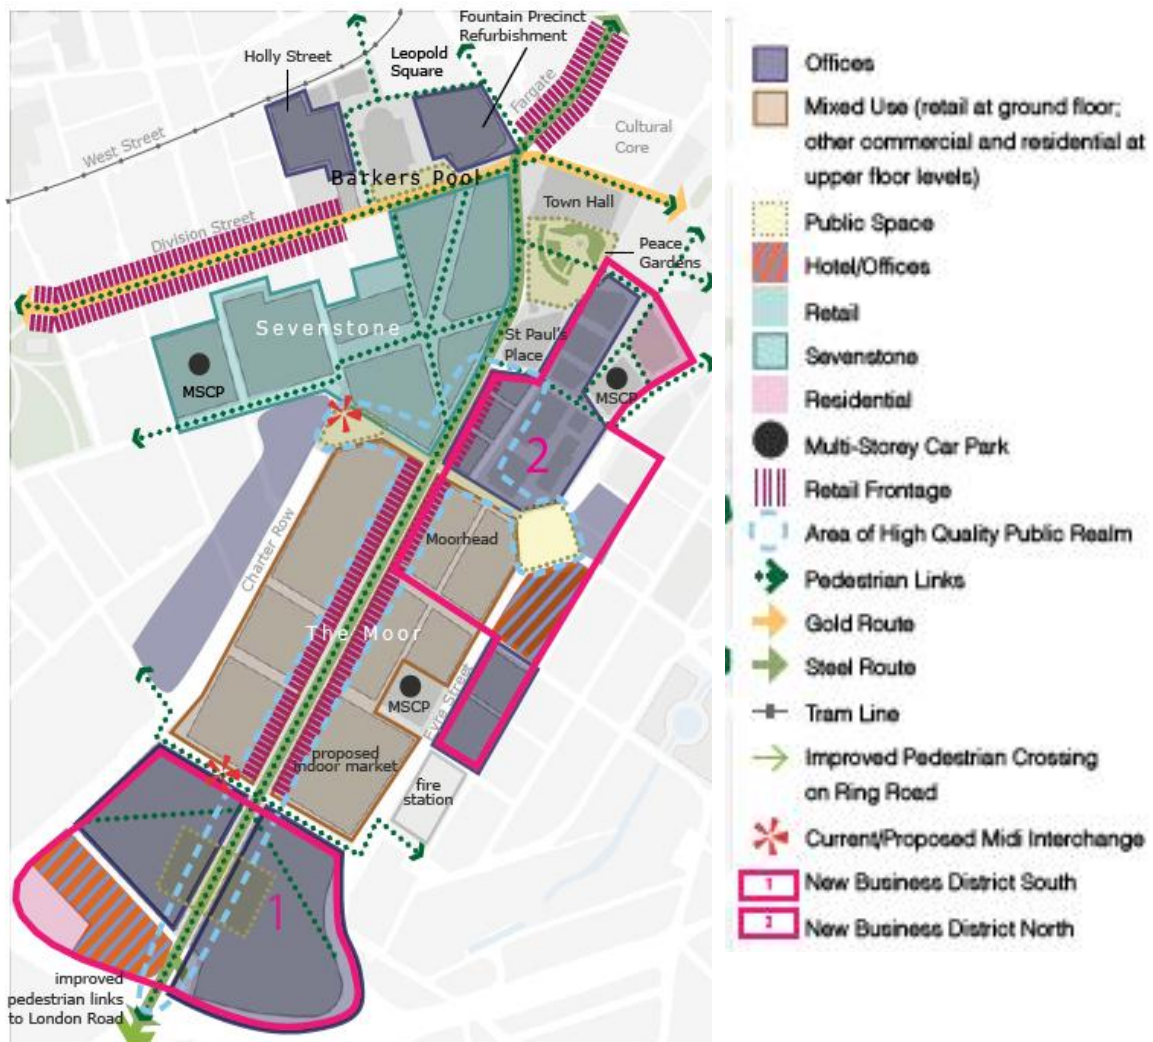 Fountain Precinct
Refurbishment
Holly Street
Leopold
Square
Fargate
West Street
Cultural
Core
Barkers Pool
Town Hall
Division Street
Peace
Gardens
Sevenstone
St Paul's
Place
MSCP
MSCP
2
Moorhead
Charter Row
The Moor
MSCP
Eyre Street
proposed
indoor market
fire
station
1
improved
pedestrian links
to London Road
Offices
Mixed Use (retail at ground floor;
other commercial and residential at
upper floor levels)
Public Space
Hotel/Offices
Retail
Sevenstone
Residential
Multi-Storey Car Park
Retail Frontage
Area of High Quality Public Realm
Pedestrian Links
Gold Route
Steel Route
Tram Line
Improved Pedestrian Crossing
on Ring Road
Current/Proposed Midi Interchange
1 New Business District South
2 New Business District North